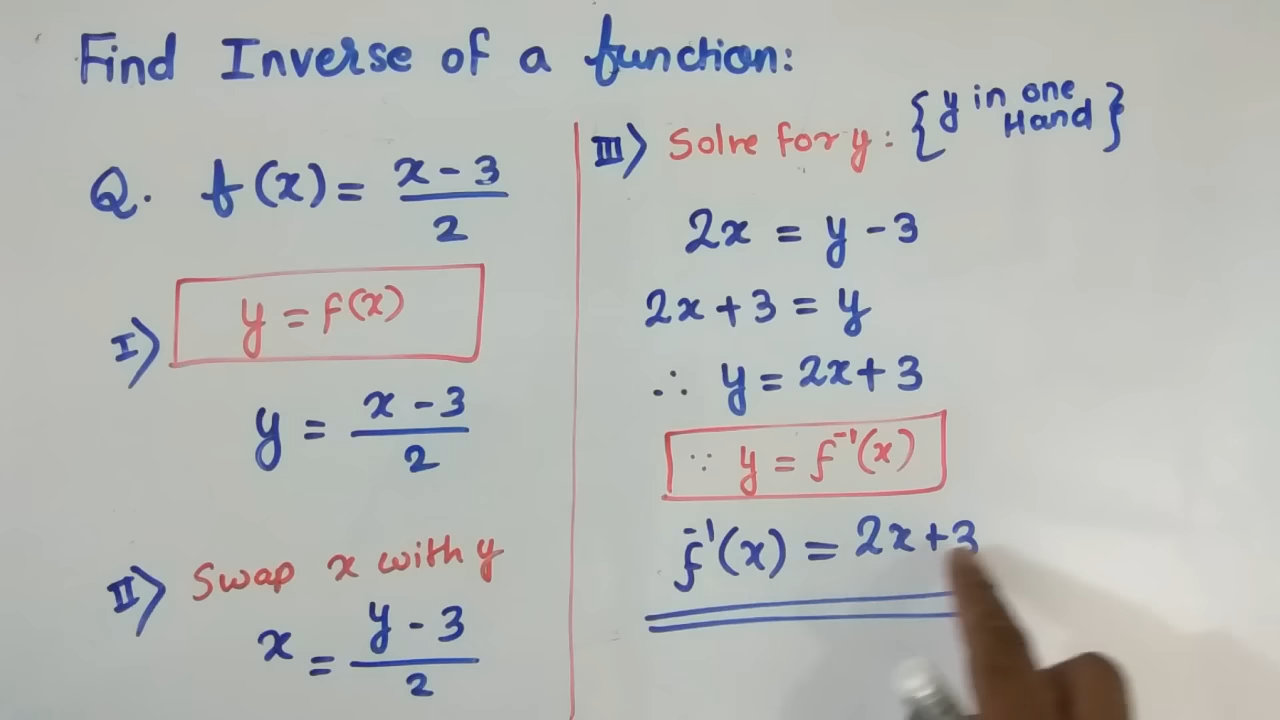 Find Inverse of a function:
Q. f(x) = x - 3 / 2
I) y = f(x)
y = x - 3 / 2
II) Swap x with y
x = y - 3 / 2
III) Solve for y: {y in one Hand}
2x = y - 3
2x + 3 = y
∴ y = 2x + 3
∵ y = f⁻¹(x)
f⁻¹(x) = 2x + 3